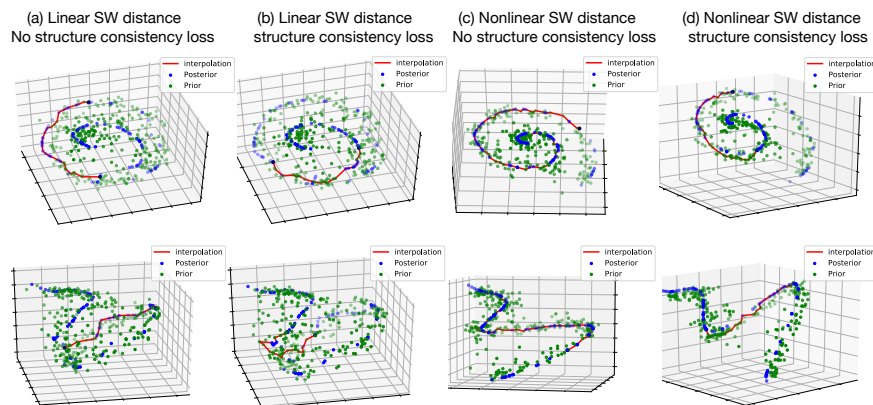 (a) Linear SW distance
No structure consistency loss
(b) Linear SW distance
structure consistency loss
(c) Nonlinear SW distance
No structure consistency loss
(d) Nonlinear SW distance
structure consistency loss
interpolation
Posterior
Prior
interpolation
Posterior
Prior
interpolation
Posterior
Prior
interpolation
Posterior
Prior
interpolation
Posterior
Prior
interpolation
Posterior
Prior
interpolation
Posterior
Prior
interpolation
Posterior
Prior